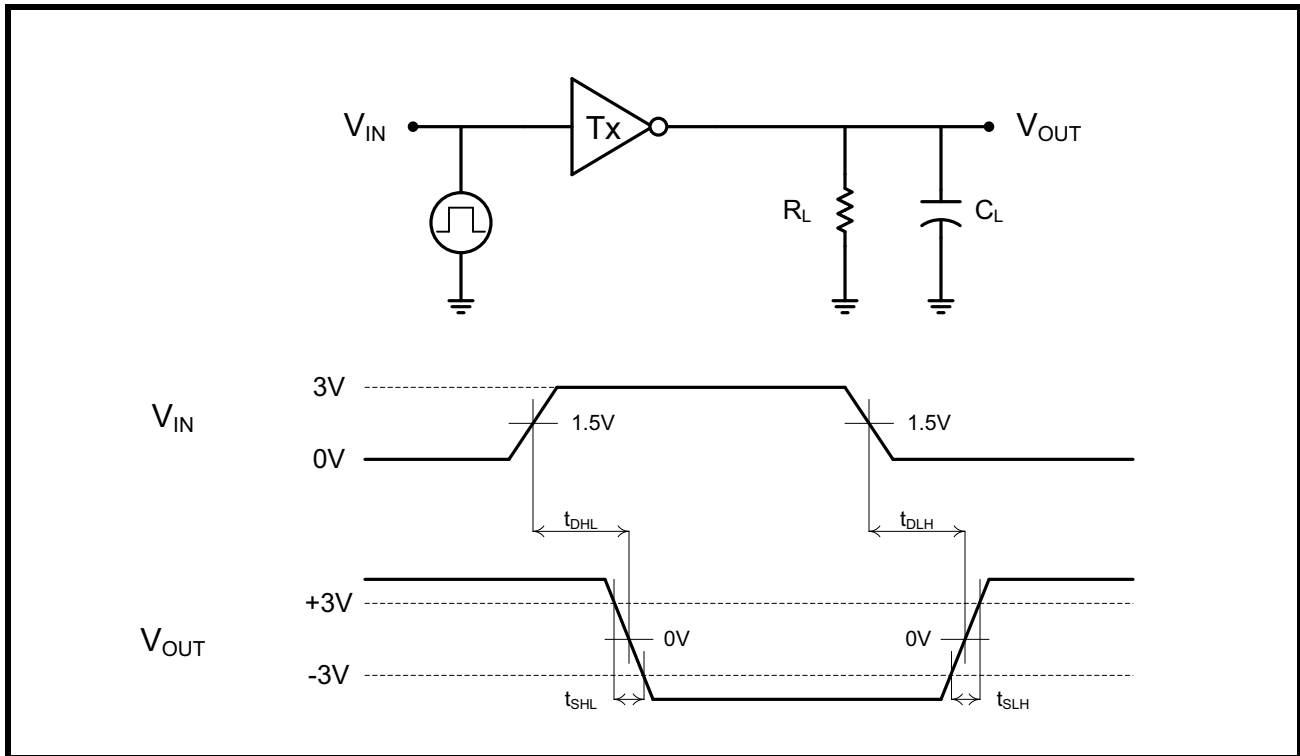 V_IN Tx V_OUT
R_L C_L
3V
V_IN 1.5V 1.5V
0V
t_DHL t_DLH
+3V
V_OUT 0V 0V
-3V
t_SHL t_SLH